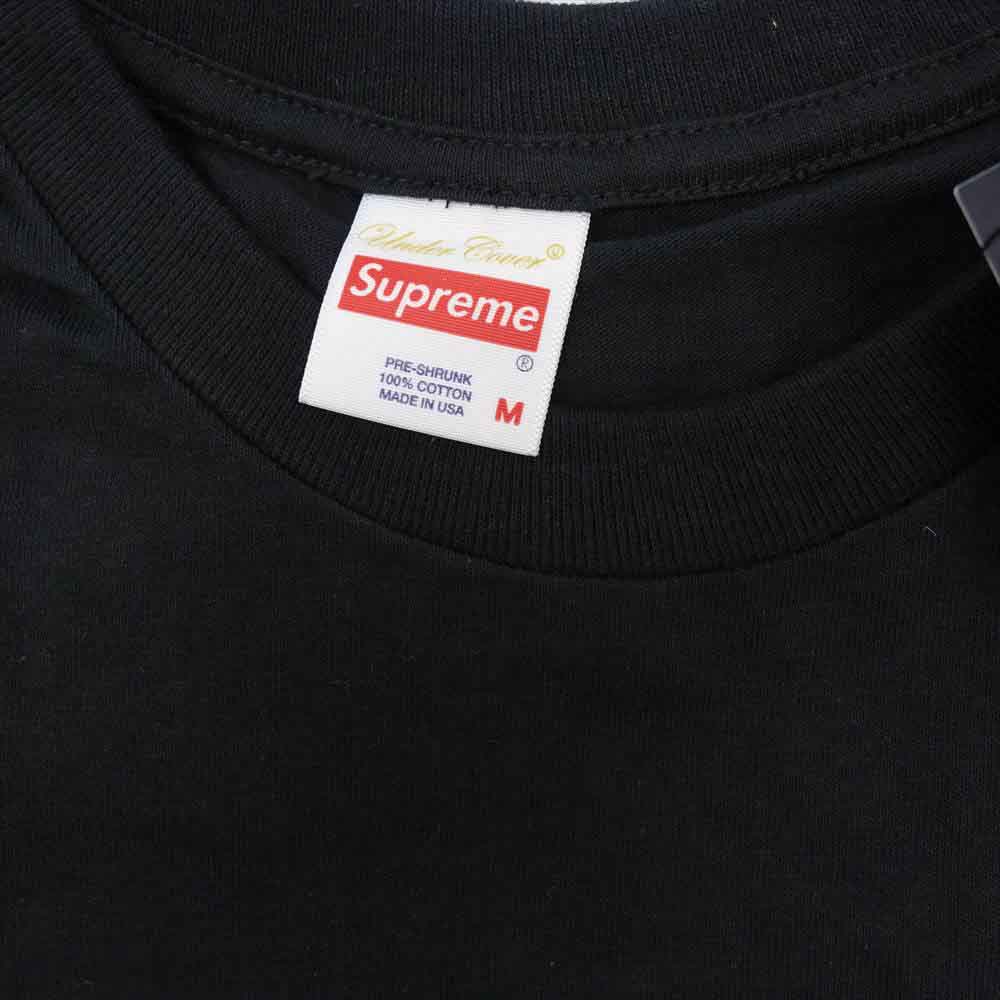 Under Cover Ⓤ
Supreme
®
PRE-SHRUNK
100% COTTON
MADE IN USA
M